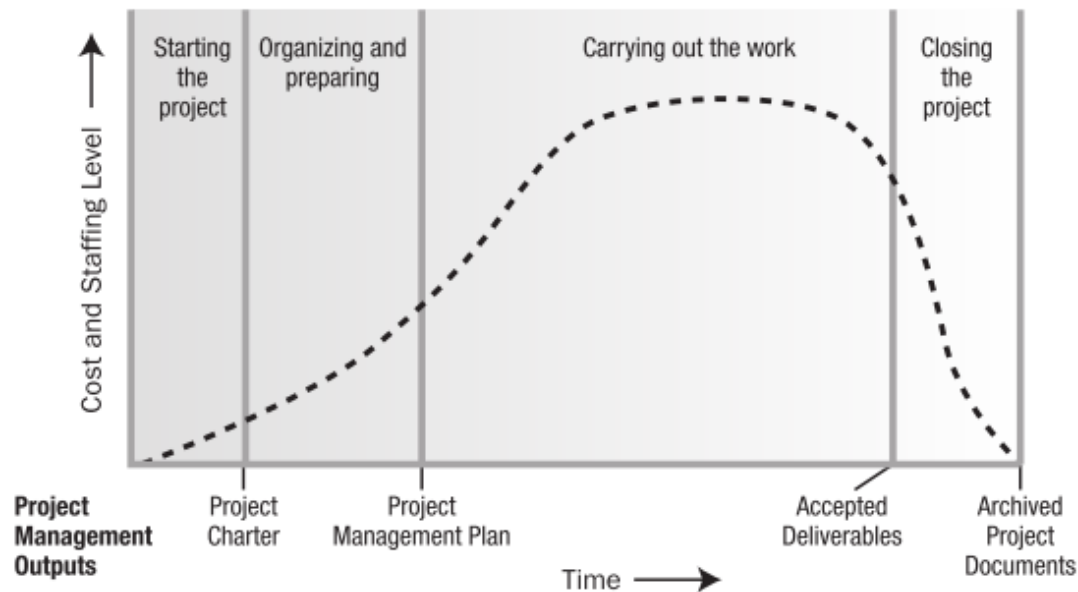 Starting
the
project
Organizing and
preparing
Carrying out the work
Closing
the
project
Cost and Staffing Level
Project
Management
Outputs
Project
Charter
Project
Management Plan
Accepted
Deliverables
Archived
Project
Documents
Time